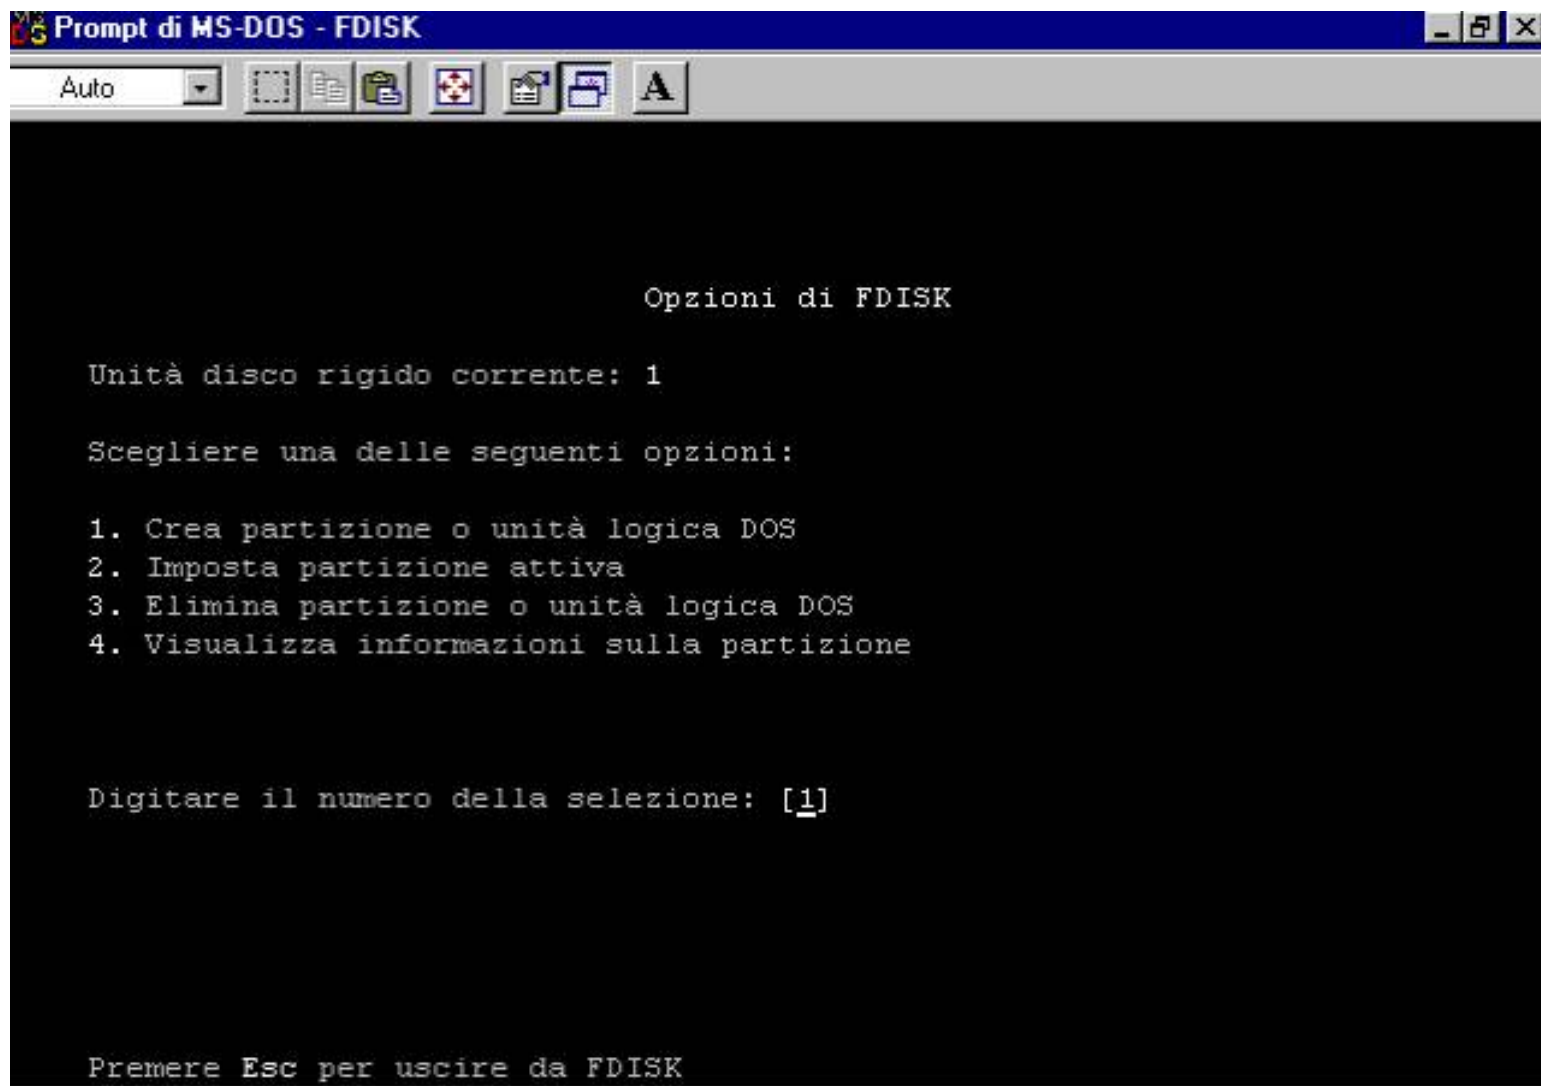 Prompt di MS-DOS - FDISK
Auto
A
Opzioni di FDISK
Unità disco rigido corrente: 1
Scegliere una delle seguenti opzioni:
1. Crea partizione o unità logica DOS
2. Imposta partizione attiva
3. Elimina partizione o unità logica DOS
4. Visualizza informazioni sulla partizione
Digitare il numero della selezione: [1]
Premere Esc per uscire da FDISK